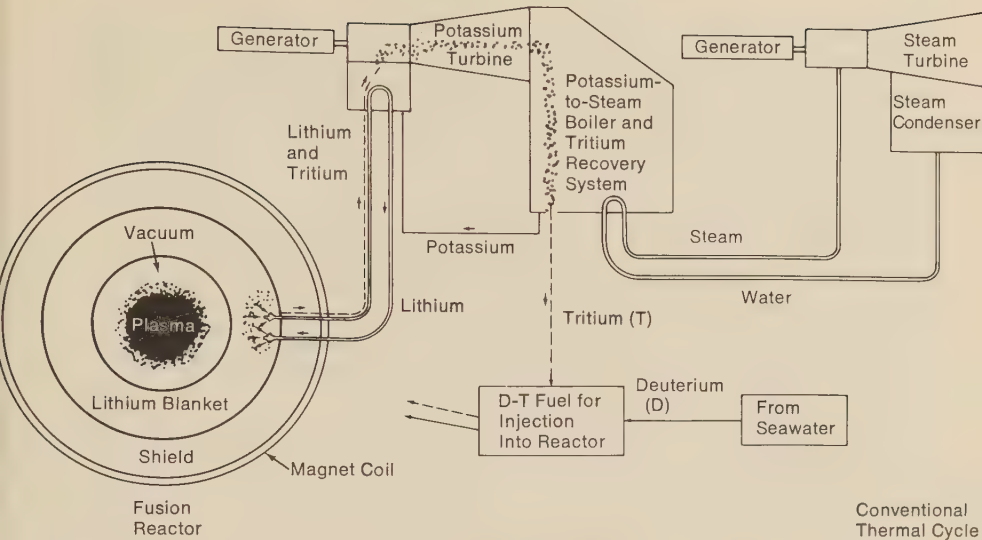 Generator
Potassium
Turbine
Potassium-
to-Steam
Boiler and
Tritium
Recovery
System
Generator
Steam
Turbine
Steam
Condenser
Lithium
and
Tritium
Potassium
Steam
Water
Vacuum
Plasma
Lithium
Lithium Blanket
Shield
Magnet Coil
Fusion
Reactor
Tritium (T)
D-T Fuel for
Injection
Into Reactor
Deuterium
(D)
From
Seawater
Conventional
Thermal Cycle